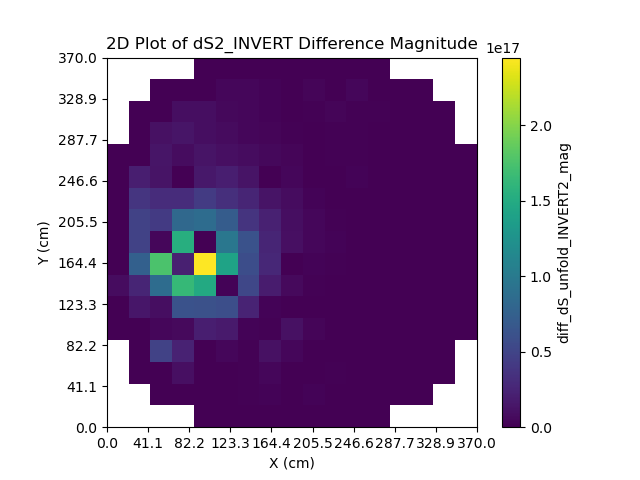 2D Plot of dS2_INVERT Difference Magnitude
1e17
370.0
328.9
287.7
246.6
205.5
164.4
123.3
82.2
41.1
0.0
Y (cm)
0.0 41.1 82.2 123.3 164.4 205.5 246.6 287.7 328.9 370.0
X (cm)
2.0
1.5
1.0
0.5
0.0
diff_dS_unfold_INVERT2_mag